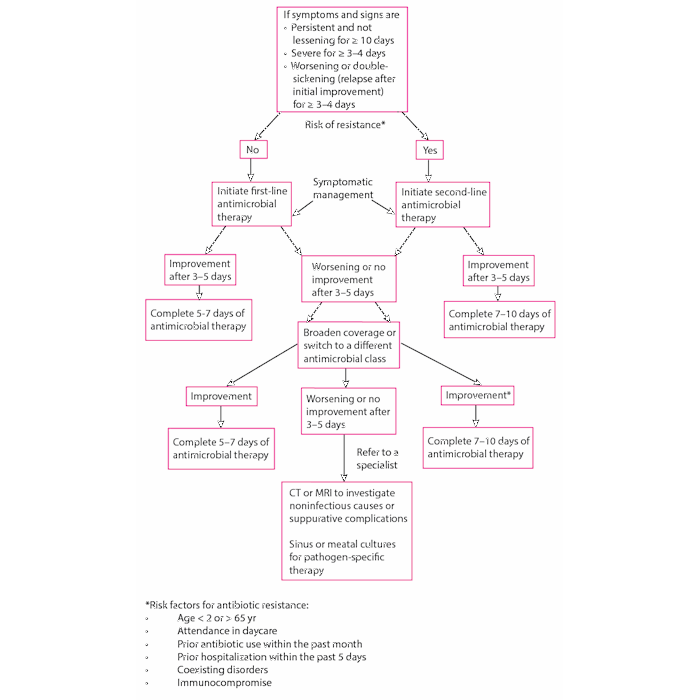 If symptoms and signs are
◦ Persistent and not
lessening for ≥ 10 days
◦ Severe for ≥ 3–4 days
◦ Worsening or double-
sickening (relapse after
initial improvement)
for ≥ 3–4 days
Risk of resistance*
No
Yes
Initiate first-line
antimicrobial
therapy
Symptomatic
management
Initiate second-line
antimicrobial
therapy
Improvement
after 3–5 days
Worsening or no
improvement
after 3–5 days
Improvement
after 3–5 days
Complete 5-7 days of
antimicrobial therapy
Complete 7–10 days of
antimicrobial therapy
Broaden coverage or
switch to a different
antimicrobial class
Improvement
Worsening or no
improvement after
3–5 days
Improvement*
Complete 5–7 days of
antimicrobial therapy
Complete 7–10 days of
antimicrobial therapy
Refer to a
specialist
CT or MRI to investigate
noninfectious causes or
suppurative complications
Sinus or meatal cultures
for pathogen-specific
therapy
*Risk factors for antibiotic resistance:
◦ Age < 2 or > 65 yr
◦ Attendance in daycare
◦ Prior antibiotic use within the past month
◦ Prior hospitalization within the past 5 days
◦ Coexisting disorders
◦ Immunocompromise